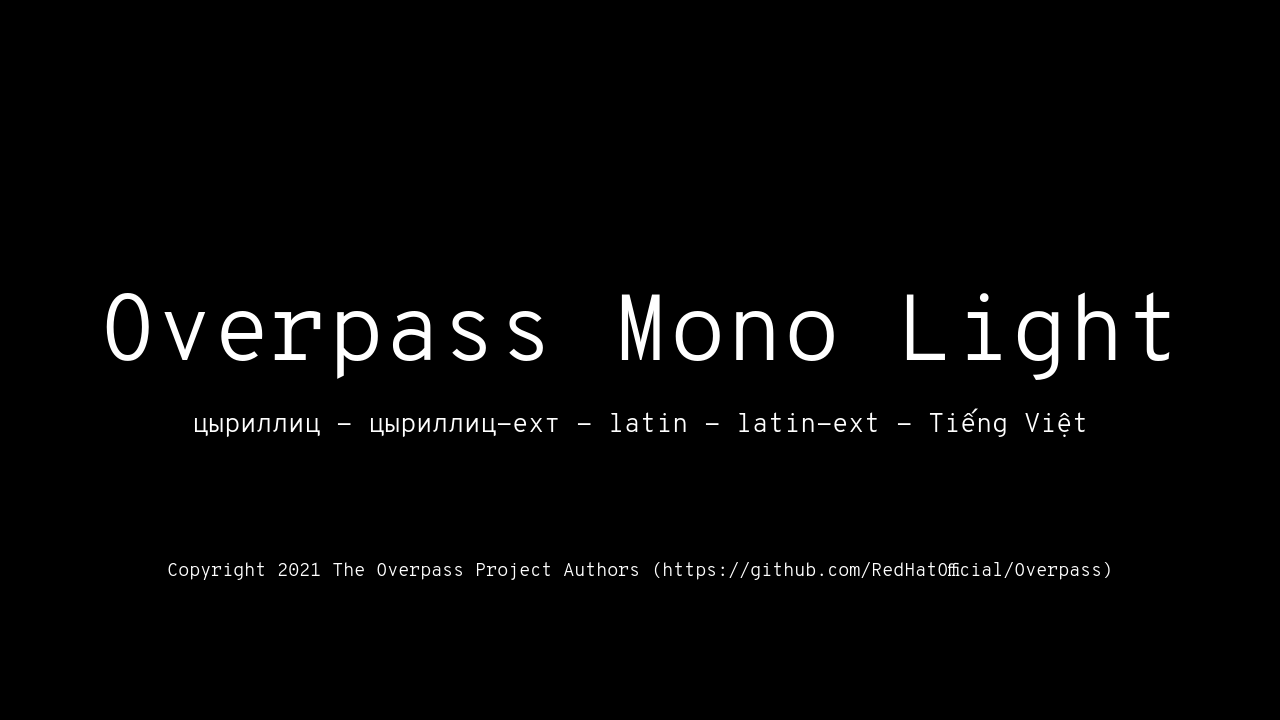 Overpass Mono Light
цыриллиц - цыриллиц-ехт - latin - latin-ext - Tiếng Việt
Copyright 2021 The Overpass Project Authors (https://github.com/RedHatOfficial/Overpass)